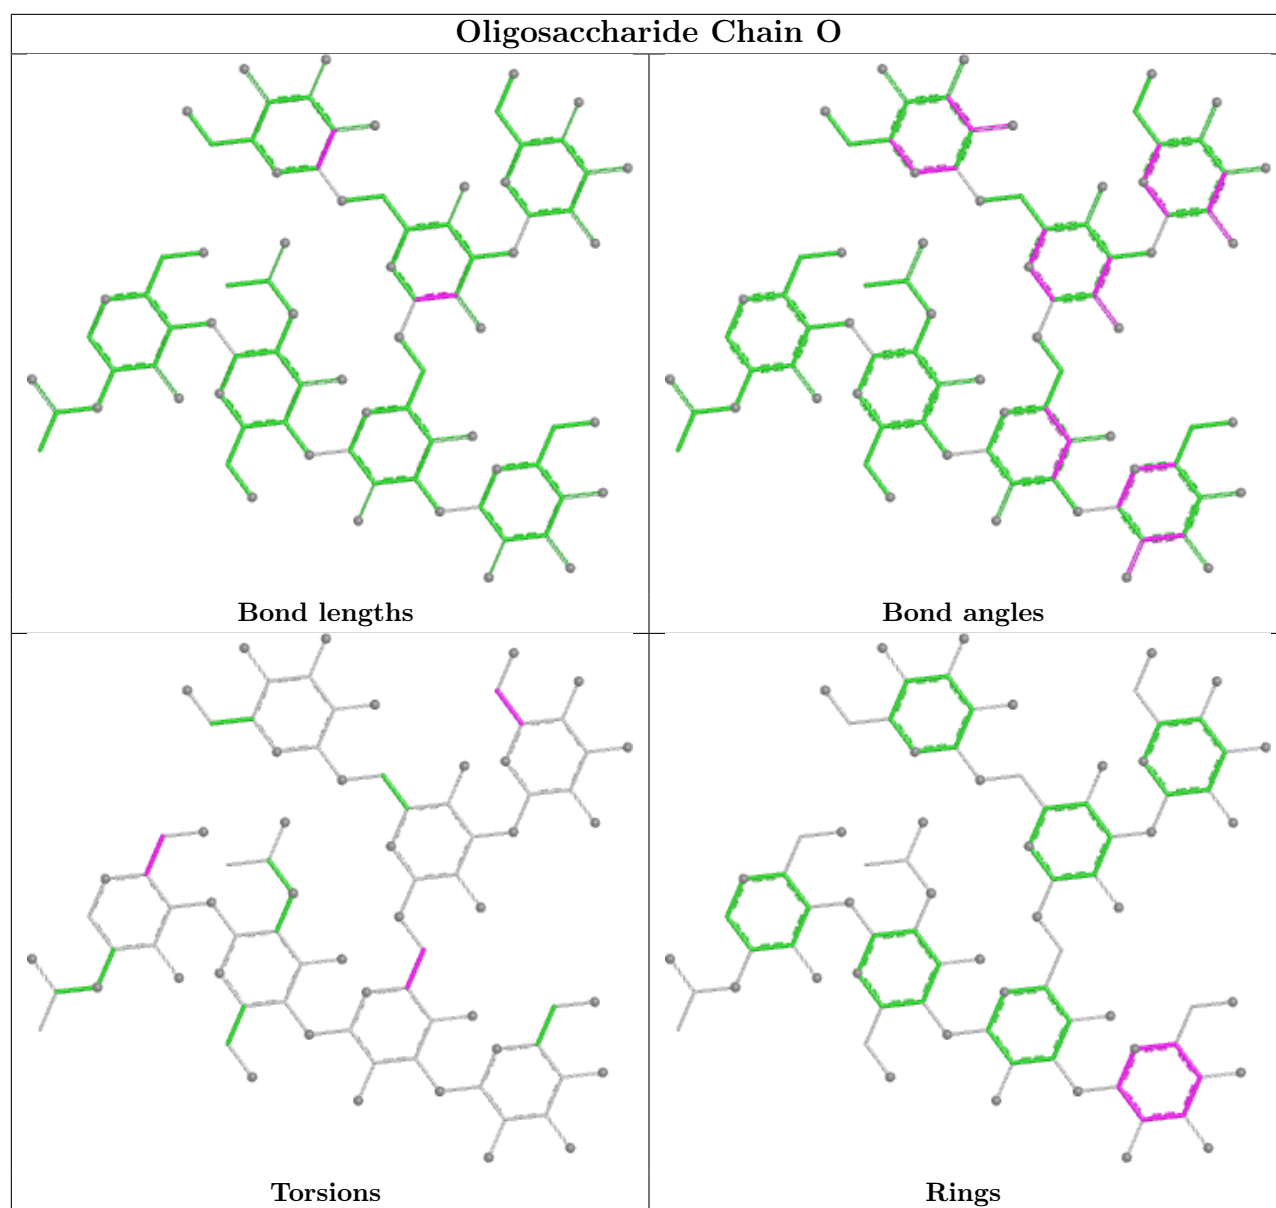 Oligosaccharide Chain O
Bond lengths
Bond angles
Torsions
Rings